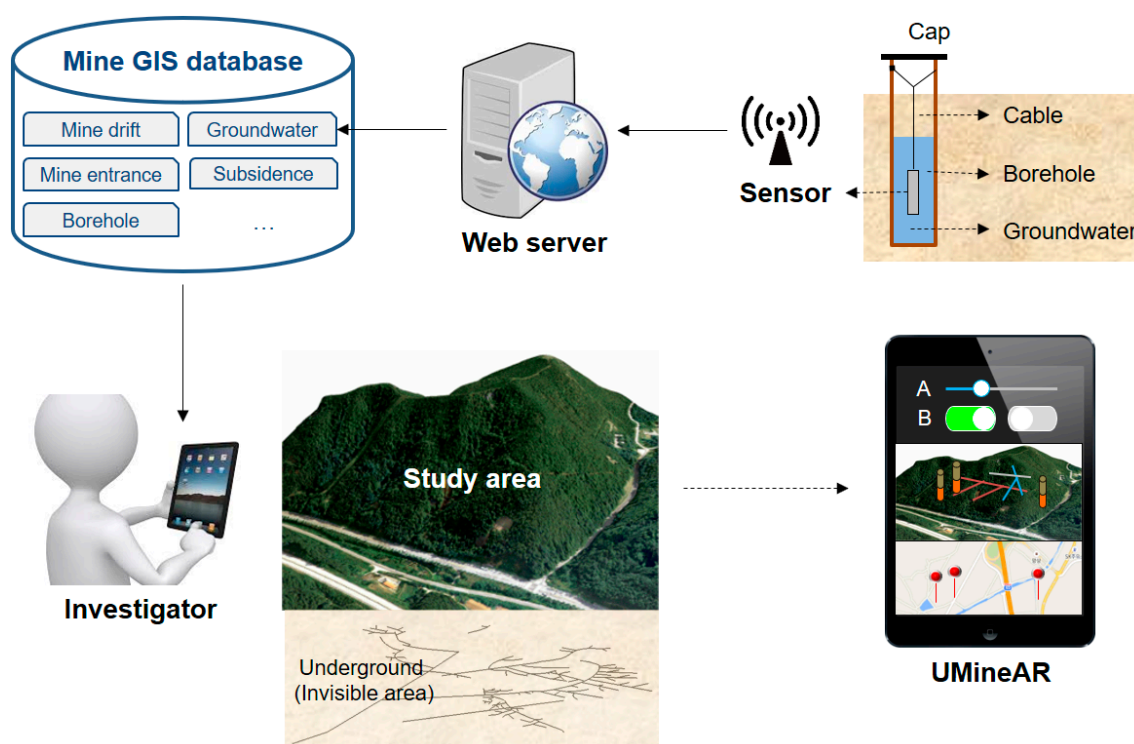 Mine GIS database
Mine drift
Groundwater
Mine entrance
Subsidence
Borehole
...
Web server
Sensor
Cap
Cable
Borehole
Groundwater
Investigator
Study area
Underground
(Invisible area)
A
B
UMineAR